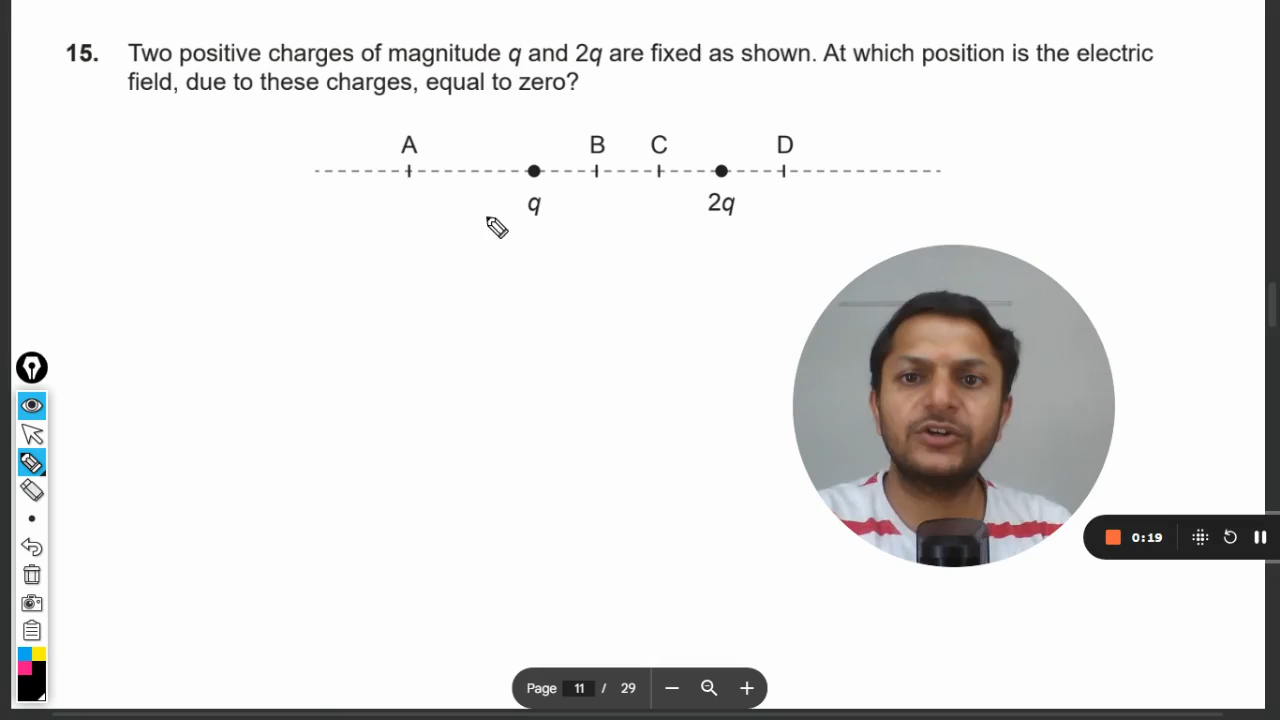 15. Two positive charges of magnitude q and 2q are fixed as shown. At which position is the electric
field, due to these charges, equal to zero?
A B C D
q 2q
0:19
Page 11 / 29